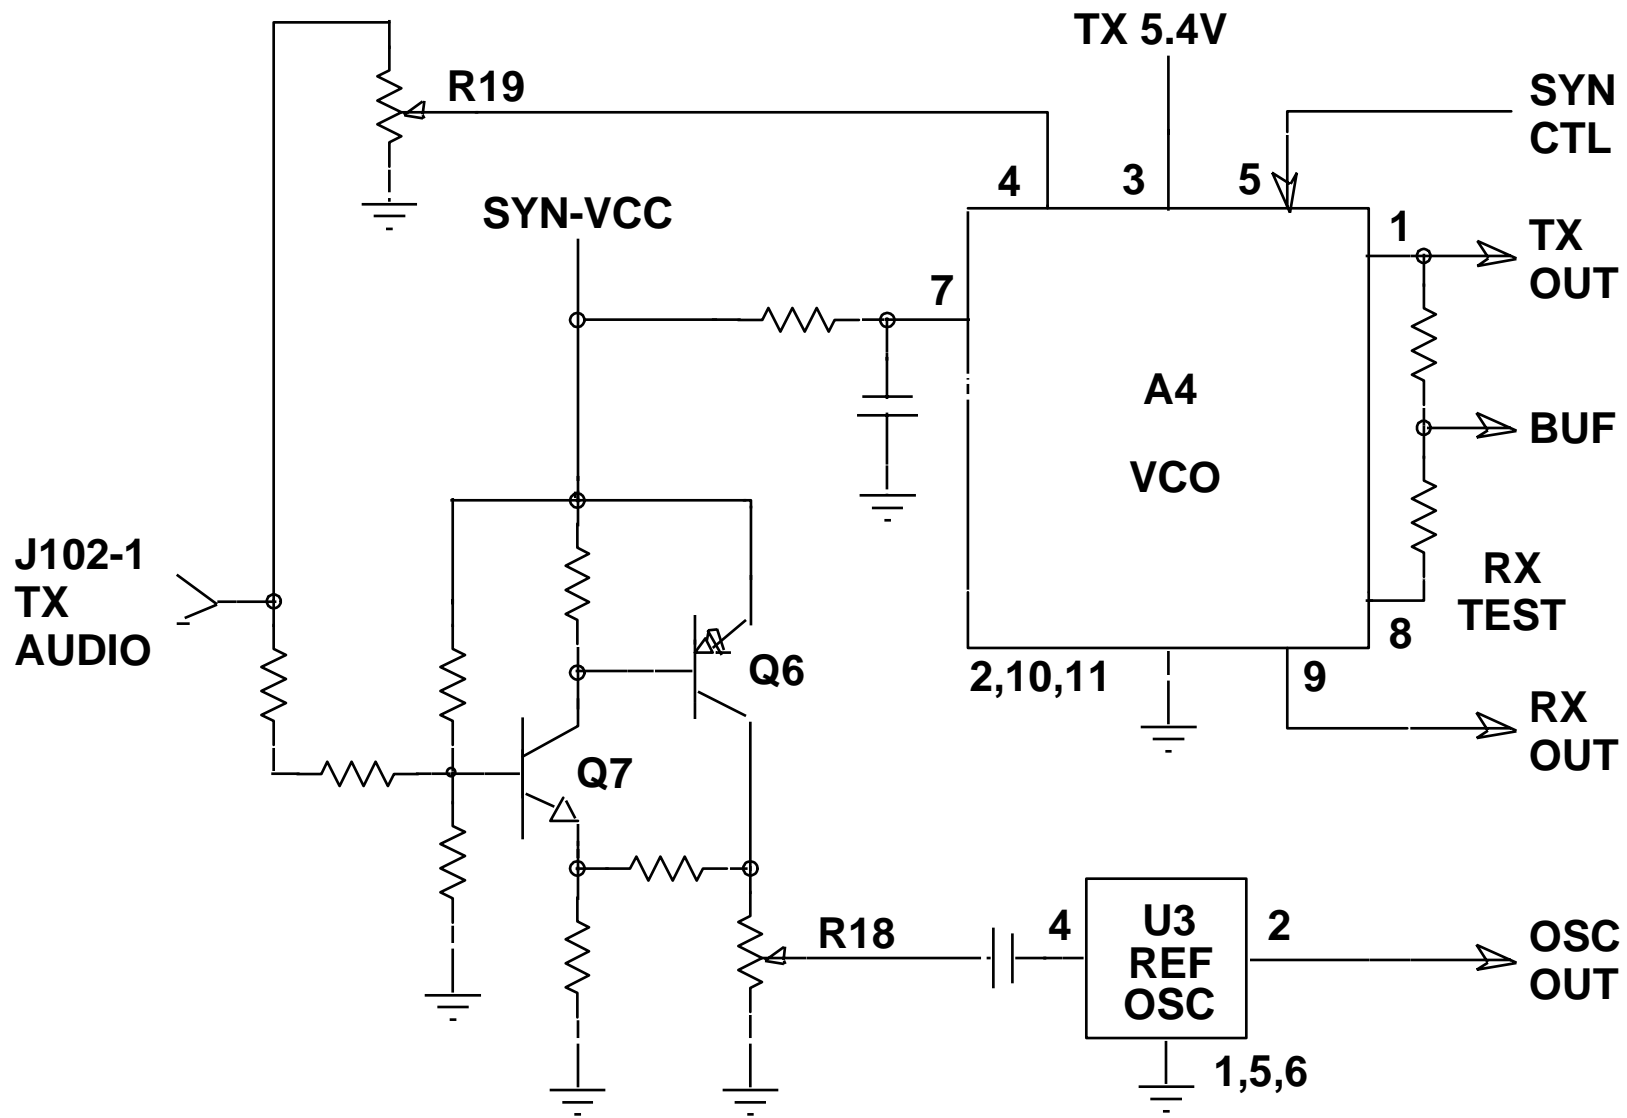 TX 5.4V
R19
SYN
CTL
4
3
5
SYN-VCC
1
TX
OUT
7
A4
VCO
BUF
J102-1
TX
AUDIO
RX
TEST
8
Q6
2,10,11
9
RX
OUT
Q7
R18
4
U3
REF
OSC
2
OSC
OUT
1,5,6